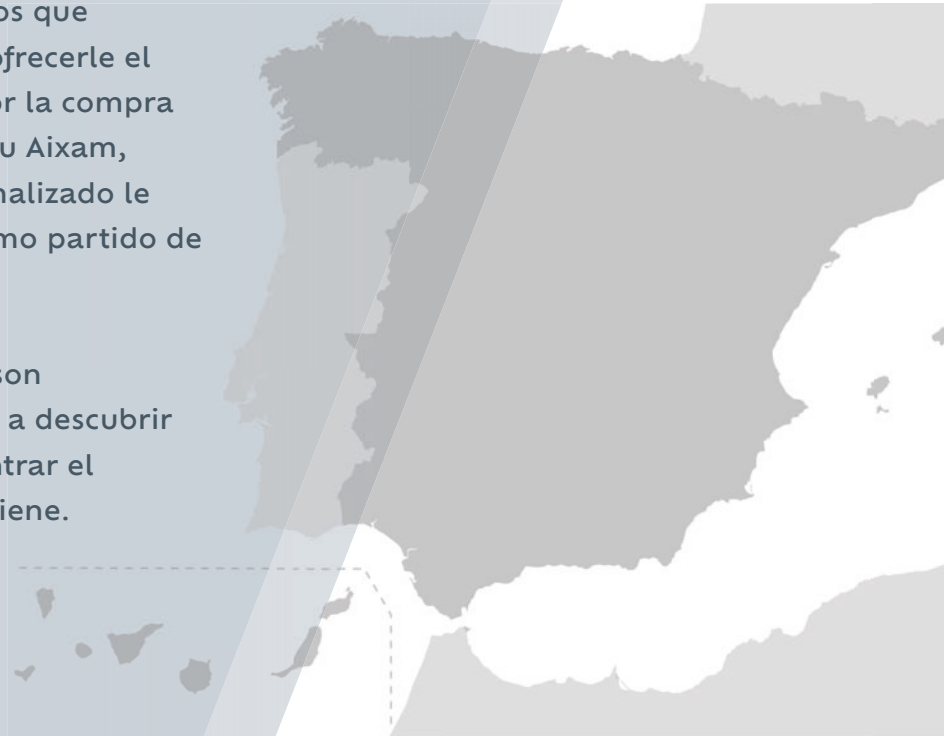 os que
ofrecerle el
or la compra
u Aixam,
nalizado le
mo partido de
son
a descubrir
ntrar el
iene.